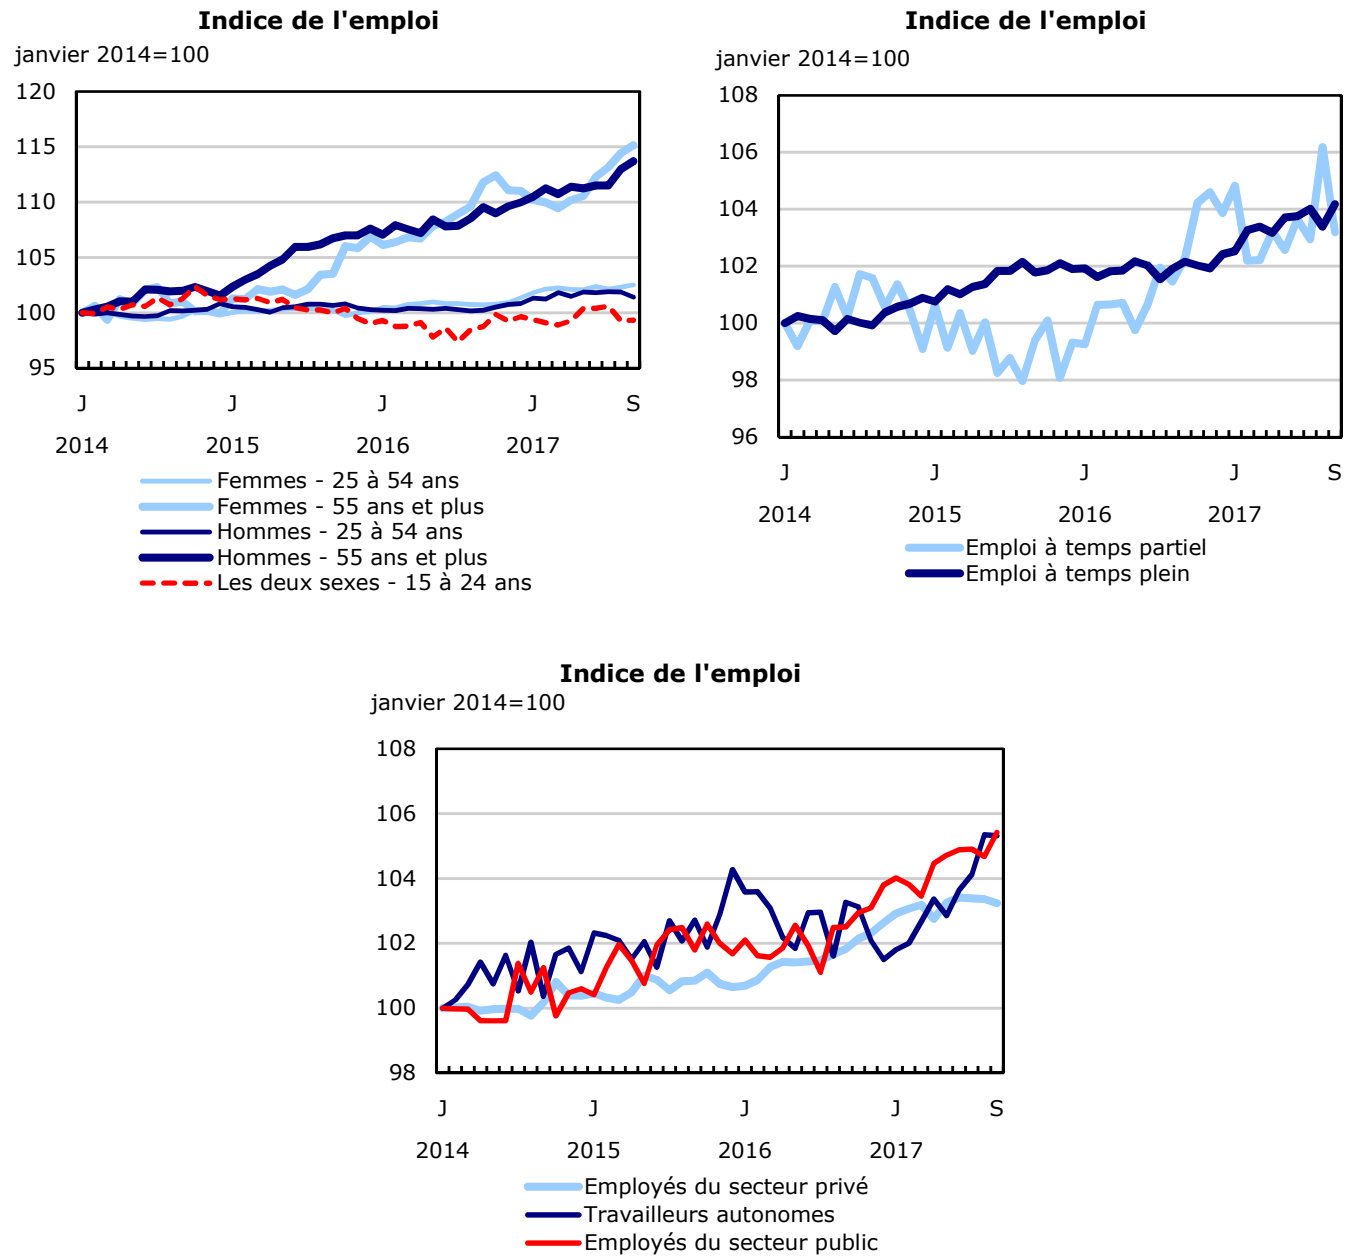 Indice de l'emploi
janvier 2014=100
120
115
110
105
100
95
J J J J S
2014 2015 2016 2017
Femmes - 25 à 54 ans
Femmes - 55 ans et plus
Hommes - 25 à 54 ans
Hommes - 55 ans et plus
Les deux sexes - 15 à 24 ans
Indice de l'emploi
janvier 2014=100
108
106
104
102
100
98
96
J J J J S
2014 2015 2016 2017
Emploi à temps partiel
Emploi à temps plein
Indice de l'emploi
janvier 2014=100
108
106
104
102
100
98
J J J J S
2014 2015 2016 2017
Employés du secteur privé
Travailleurs autonomes
Employés du secteur public